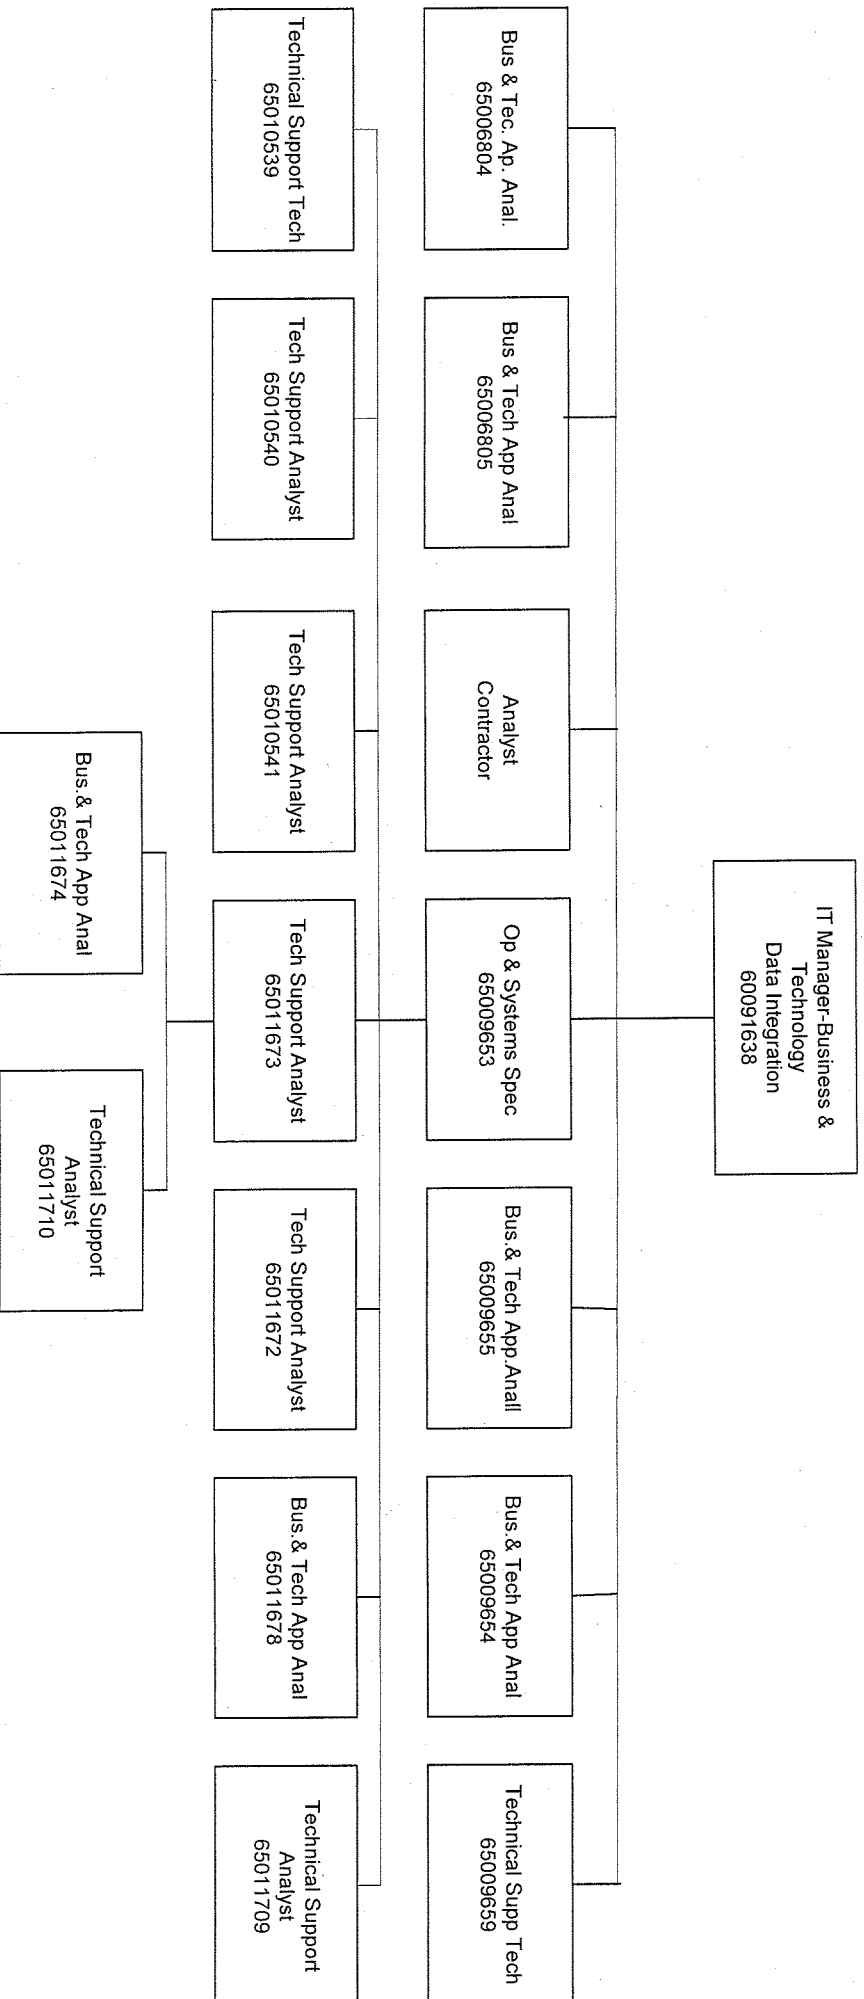 IT Manager-Business &
Technology
Data Integration
60091638
Bus & Tec. Ap. Anal.
65006804
Bus & Tech App Anal
65006805
Analyst
Contractor
Op & Systems Spec
65009653
Bus.& Tech App.Anall
65009655
Bus.& Tech App Anal
65009654
Technical Supp Tech
65009659
Technical Support Tech
65010539
Tech Support Analyst
65010540
Tech Support Analyst
65010541
Tech Support Analyst
65011673
Tech Support Analyst
65011672
Bus.& Tech App Anal
65011678
Technical Support
Analyst
65011709
Bus.& Tech App Anal
65011674
Technical Support
Analyst
65011710